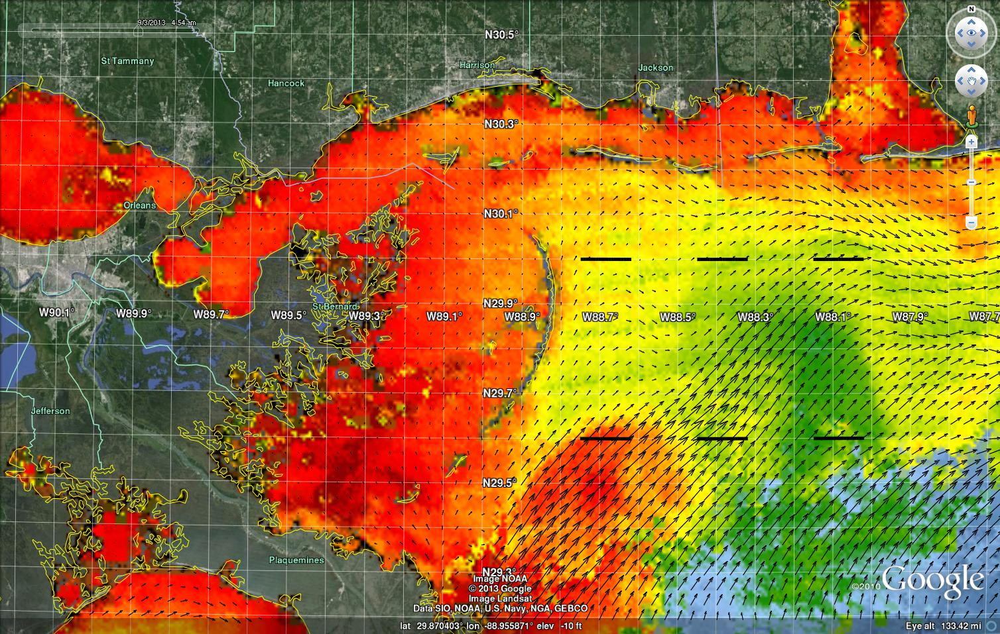 N
9/3/2013 4:54 am
N30.5°
St Tammany
Harrison
Jackson
Hancock
N30.3°
Orleans
N30.1°
N29.9°
St Bernard
W90.1° W89.9° W89.7° W89.5° W89.3° W89.1° W88.9° W88.7° W88.5° W88.3° W88.1° W87.9° W87.7
N29.7°
Jefferson
N29.5°
Plaquemines
N29.3°
Image NOAA
© 2013 Google
Image Landsat
Data SIO, NOAA, U.S. Navy, NGA, GEBCO
©2010 Google
lat 29.870403° lon -88.955871° elev -10 ft
Eye alt 133.42 mi